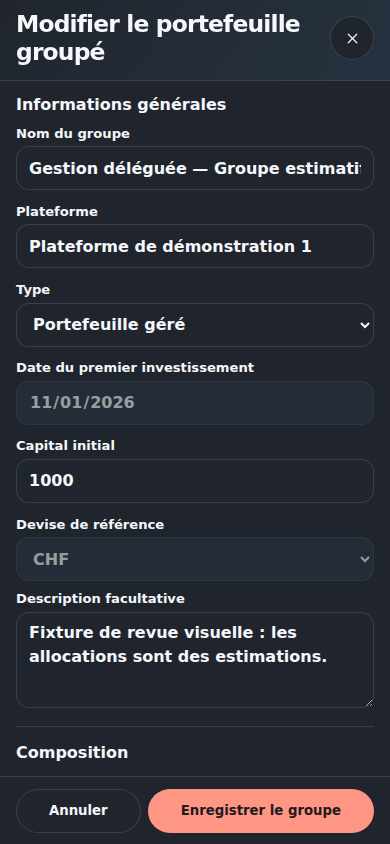 Modifier le portefeuille
groupé
Informations générales
Nom du groupe
Gestion déléguée — Groupe estimatif
Plateforme
Plateforme de démonstration 1
Type
Portefeuille géré
Date du premier investissement
11/01/2026
Capital initial
1000
Devise de référence
CHF
Description facultative
Fixture de revue visuelle : les
allocations sont des estimations.
Composition
Annuler
Enregistrer le groupe